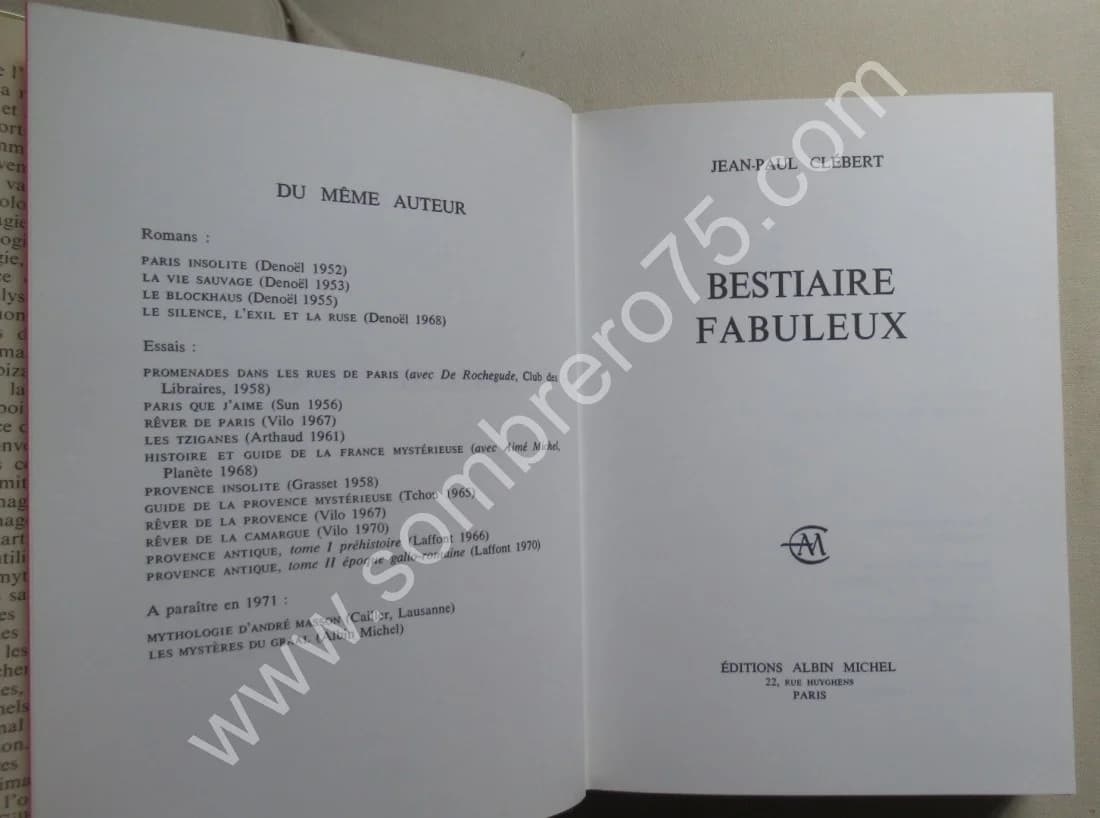 DU MÊME AUTEUR
Romans :
PARIS INSOLITE (Denoël 1952)
LA VIE SAUVAGE (Denoël 1953)
LE BLOCKHAUS (Denoël 1955)
LE SILENCE, L'EXIL ET LA RUSE (Denoël 1968)
Essais :
PROMENADES DANS LES RUES DE PARIS (avec De Rochegude, Club des
Libraires, 1958)
PARIS QUE J'AIME (Sun 1956)
RÊVER DE PARIS (Vilo 1967)
LES TZIGANES (Arthaud 1961)
HISTOIRE ET GUIDE DE LA FRANCE MYSTÉRIEUSE (avec Aimé Michel,
Planète 1968)
PROVENCE INSOLITE (Grasset 1958)
GUIDE DE LA PROVENCE MYSTÉRIEUSE (Tchou 1965)
RÊVER DE LA PROVENCE (Vilo 1967)
RÊVER DE LA CAMARGUE (Vilo 1970)
PROVENCE ANTIQUE, tome I préhistoire (Laffont 1966)
PROVENCE ANTIQUE, tome II époque gallo-romaine (Laffont 1970)
A paraître en 1971 :
MYTHOLOGIE D'ANDRÉ MASSON (Cailler, Lausanne)
LES MYSTÈRES DU GRAAL (Albin Michel)
JEAN-PAUL CLÉBERT
BESTIAIRE
FABULEUX
AM
ÉDITIONS ALBIN MICHEL
22, RUE HUYGHENS
PARIS
www.sombrero75.com